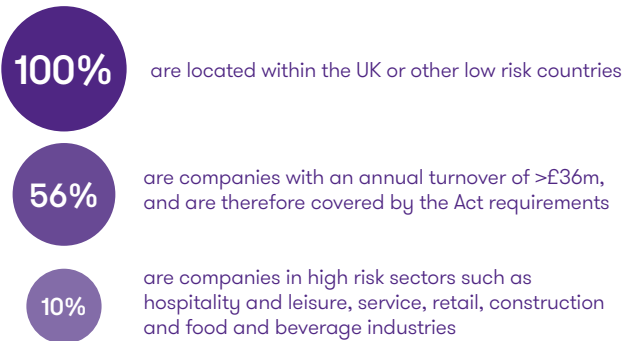 100%
are located within the UK or other low risk countries
56%
are companies with an annual turnover of >£36m,
and are therefore covered by the Act requirements
10%
are companies in high risk sectors such as
hospitality and leisure, service, retail, construction
and food and beverage industries